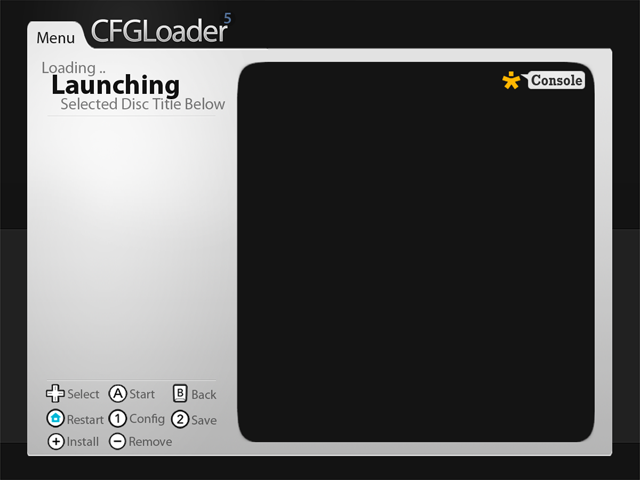 Menu CFGLoader 5
Loading ..
Launching
Selected Disc Title Below
Console
Select A Start B Back
Restart 1 Config 2 Save
+ Install − Remove